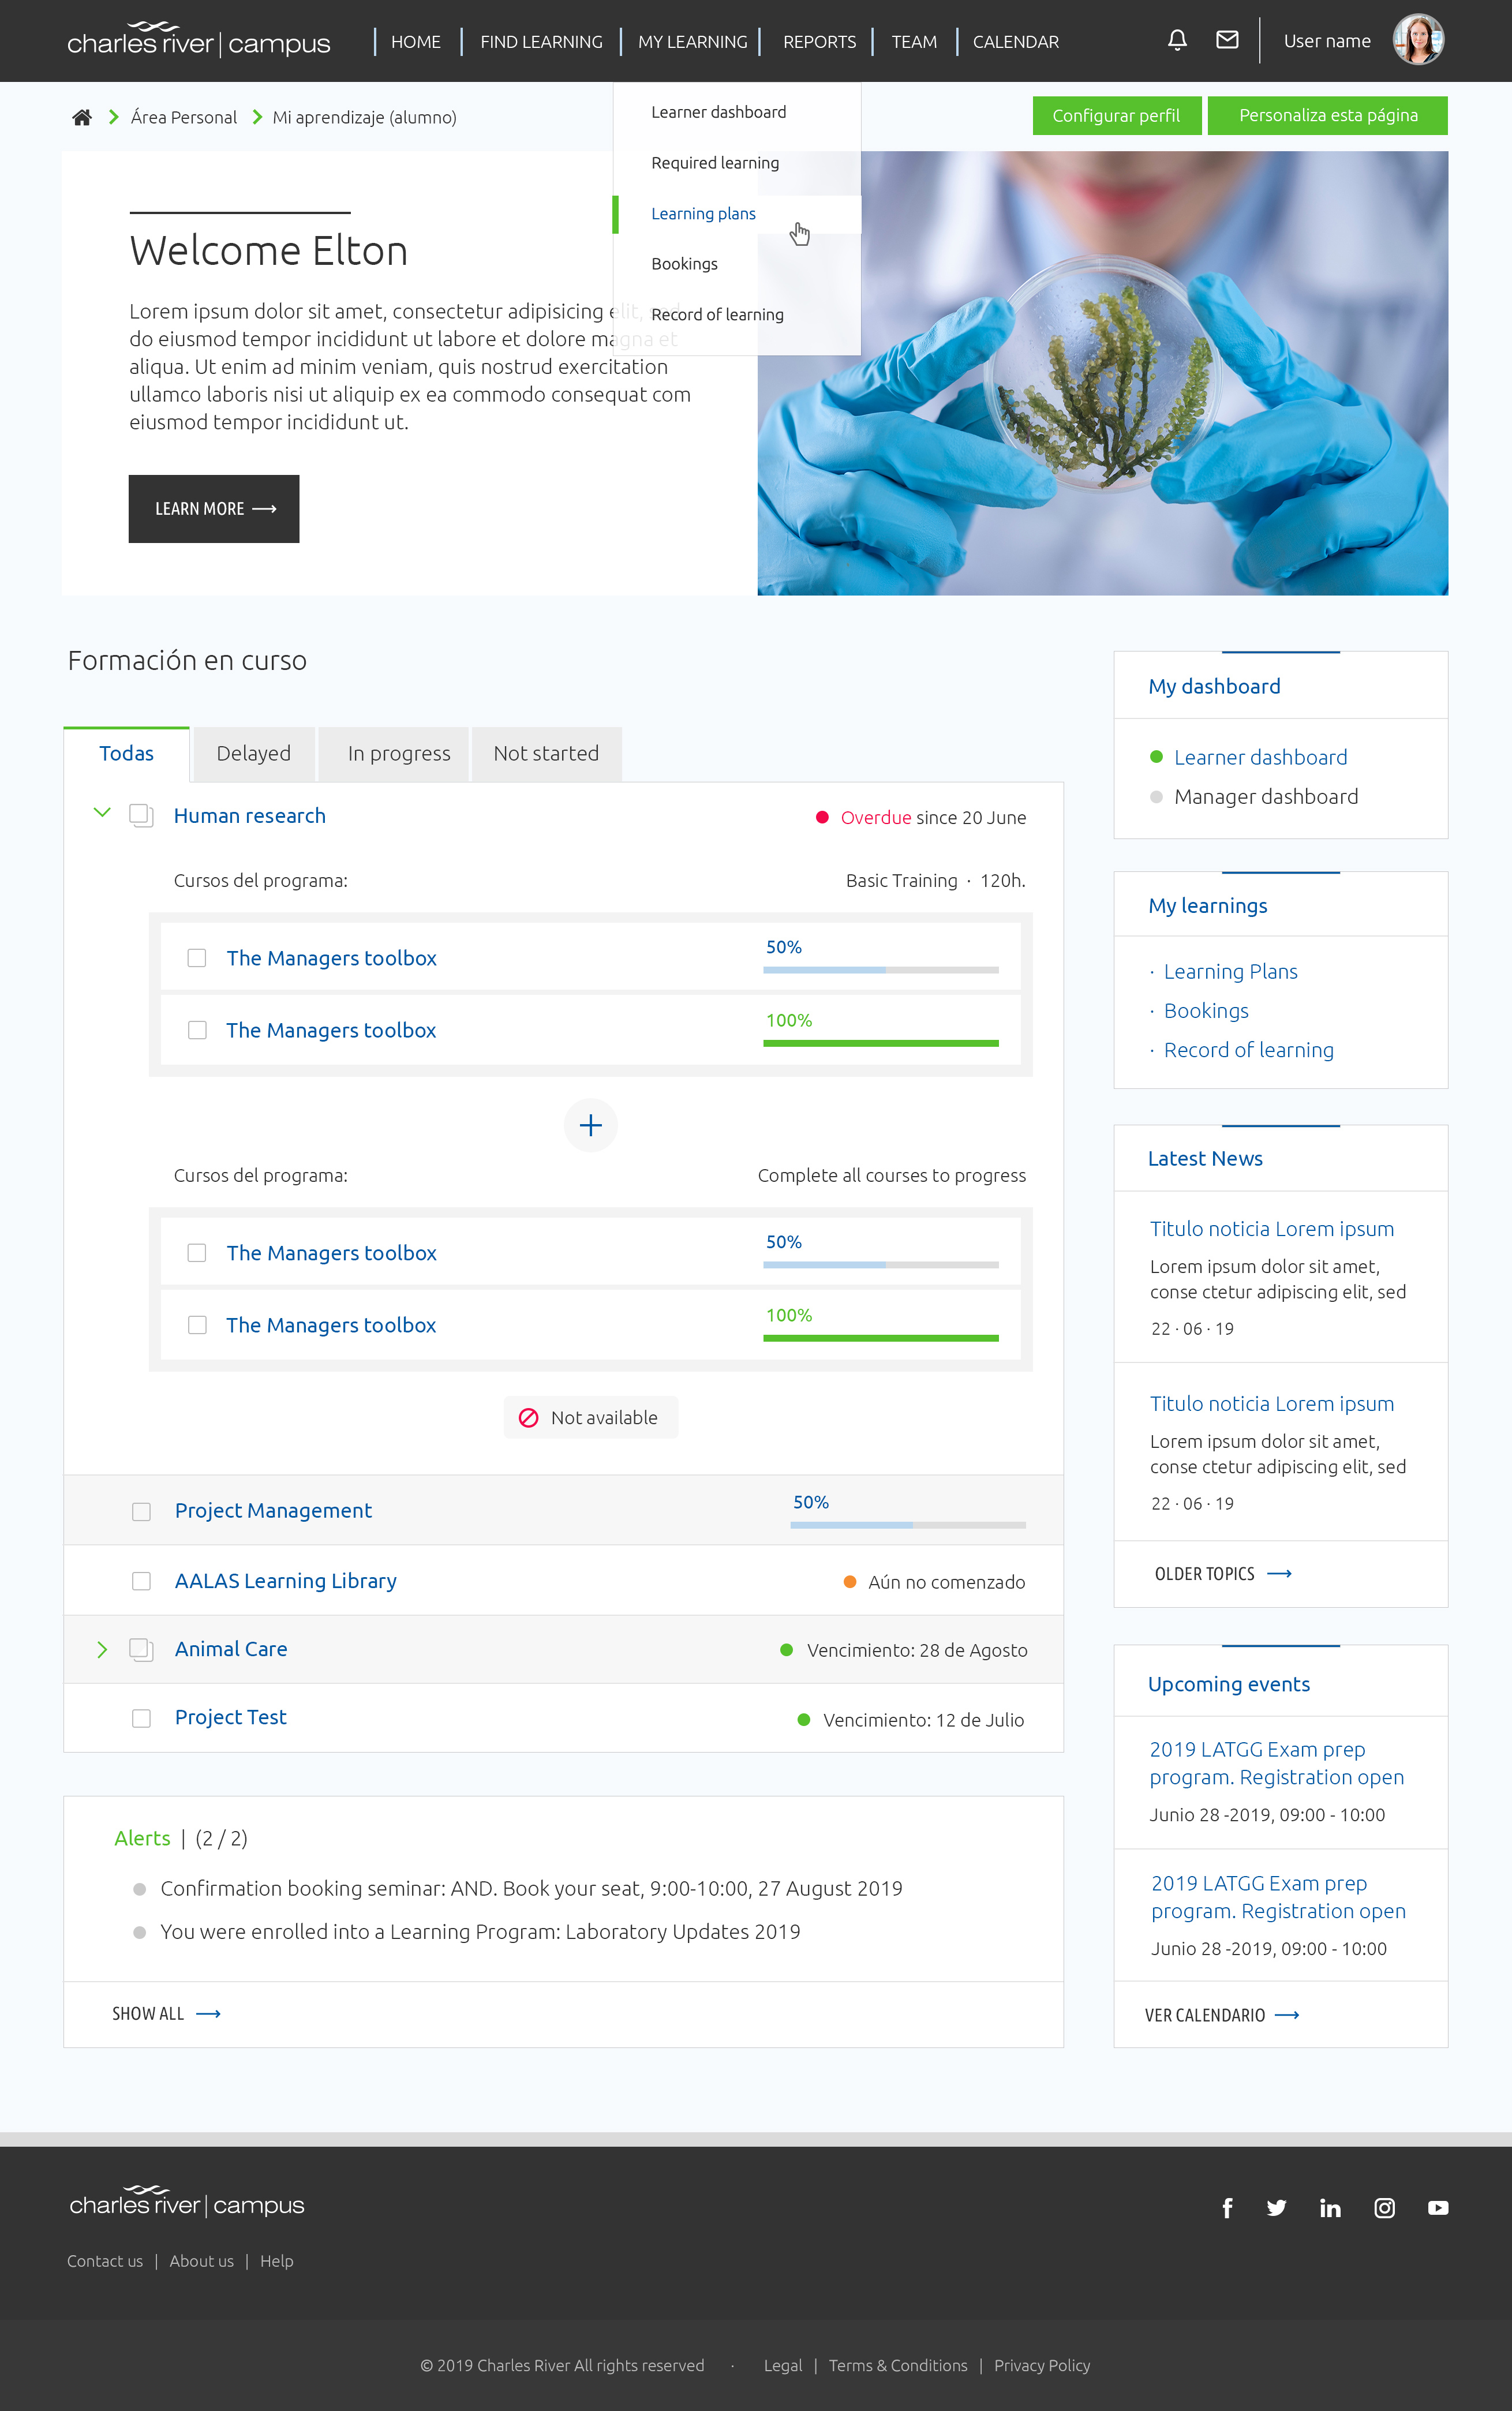 charles river | campus
HOME
FIND LEARNING
MY LEARNING
REPORTS
TEAM
CALENDAR
User name
Área Personal
Mi aprendizaje (alumno)
Configurar perfil
Personaliza esta página
Learner dashboard
Required learning
Learning plans
Bookings
Record of learning
Welcome Elton
Lorem ipsum dolor sit amet, consectetur adipisicing elit, sed
do eiusmod tempor incididunt ut labore et dolore magna et
aliqua. Ut enim ad minim veniam, quis nostrud exercitation
ullamco laboris nisi ut aliquip ex ea commodo consequat com
eiusmod tempor incididunt ut.
LEARN MORE
Formación en curso
Todas
Delayed
In progress
Not started
Human research
Overdue since 20 June
Cursos del programa:
Basic Training · 120h.
The Managers toolbox
50%
The Managers toolbox
100%
Cursos del programa:
Complete all courses to progress
The Managers toolbox
50%
The Managers toolbox
100%
Not available
Project Management
50%
AALAS Learning Library
Aún no comenzado
Animal Care
Vencimiento: 28 de Agosto
Project Test
Vencimiento: 12 de Julio
Alerts | (2 / 2)
Confirmation booking seminar: AND. Book your seat, 9:00-10:00, 27 August 2019
You were enrolled into a Learning Program: Laboratory Updates 2019
SHOW ALL
My dashboard
Learner dashboard
Manager dashboard
My learnings
· Learning Plans
· Bookings
· Record of learning
Latest News
Titulo noticia Lorem ipsum
Lorem ipsum dolor sit amet,
conse ctetur adipiscing elit, sed
22 · 06 · 19
Titulo noticia Lorem ipsum
Lorem ipsum dolor sit amet,
conse ctetur adipiscing elit, sed
22 · 06 · 19
OLDER TOPICS
Upcoming events
2019 LATGG Exam prep
program. Registration open
Junio 28 -2019, 09:00 - 10:00
2019 LATGG Exam prep
program. Registration open
Junio 28 -2019, 09:00 - 10:00
VER CALENDARIO
charles river | campus
Contact us | About us | Help
© 2019 Charles River All rights reserved · Legal | Terms & Conditions | Privacy Policy